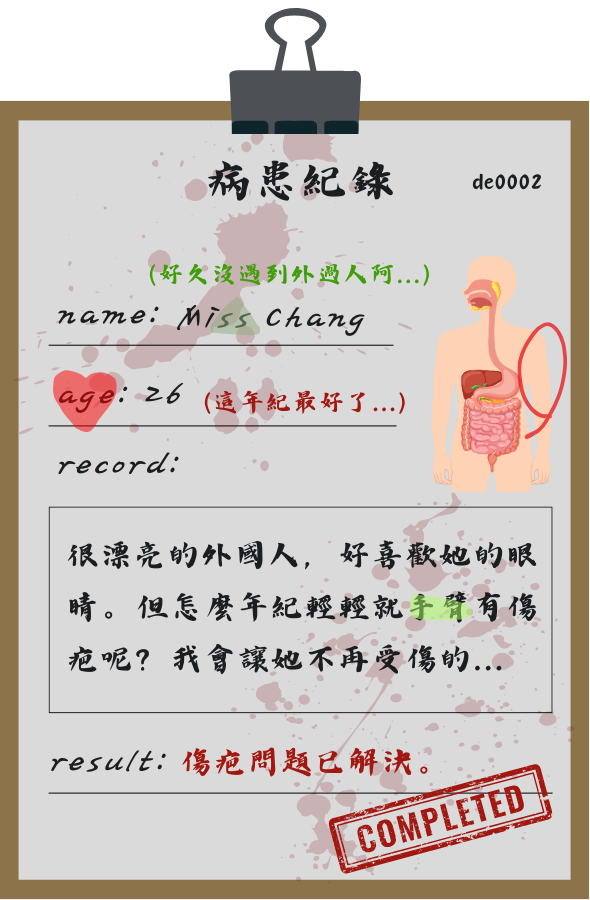 病患紀錄
de0002
(好久沒遇到外過人阿...)
name: Miss Chang
age: 26 (這年紀最好了...)
record:
很漂亮的外國人，好喜歡她的眼
睛。但怎麼年紀輕輕就手臂有傷
疤呢？我會讓她不再受傷的...
result: 傷疤問題已解決。
COMPLETED